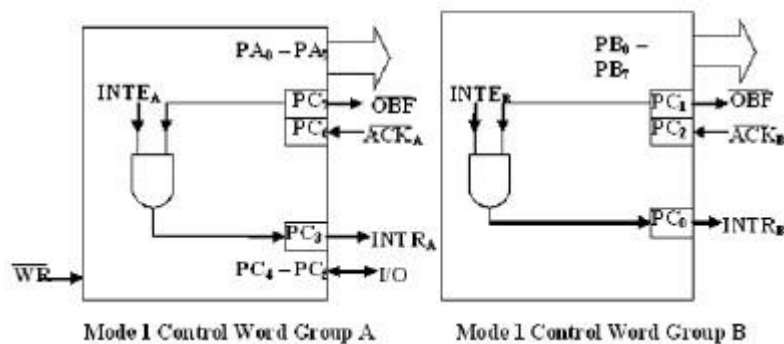 PA₀ – PA₇
INTEA
PC₇
OBF
PC₆
ACKA
PC₃
INTRA
WR
PC₄ – PC₅
I/O
Mode 1 Control Word Group A
PB₀ –
PB₇
INTEB
PC₁
OBF
PC₂
ACKB
PC₀
INTRB
Mode 1 Control Word Group B